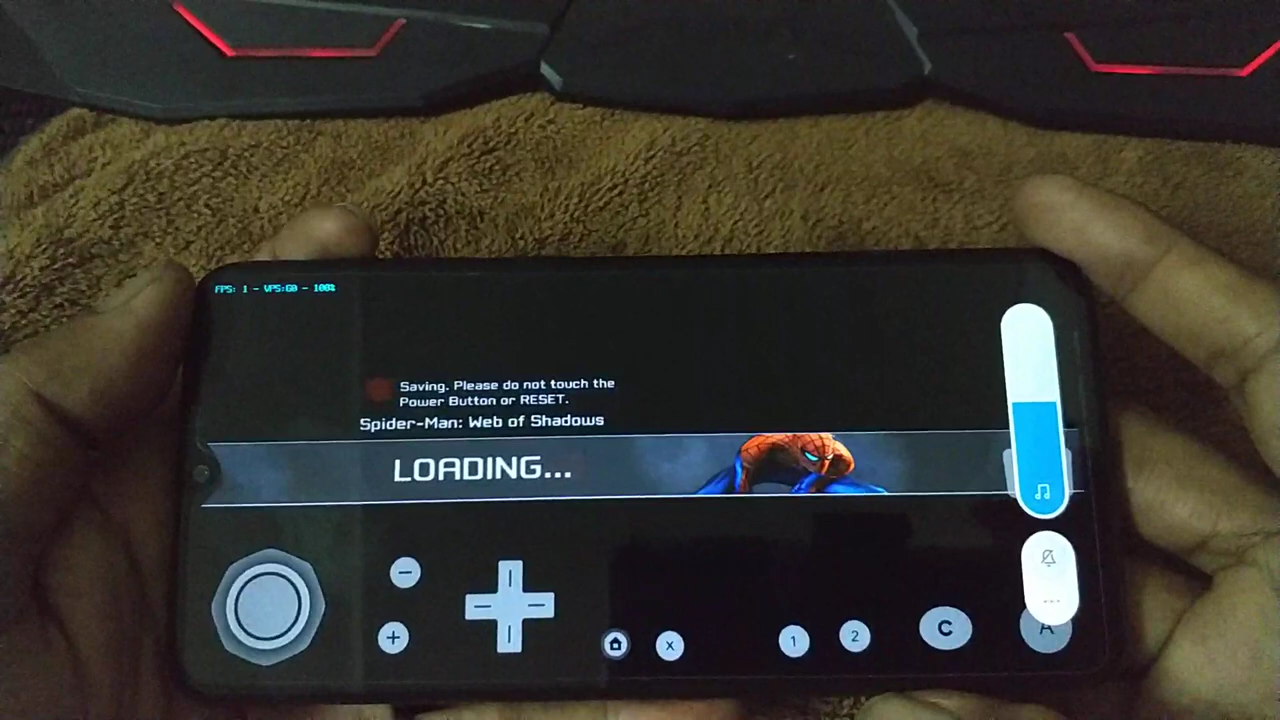 FPS: 1 - VPS:60 - 100%
Saving. Please do not touch the
Power Button or RESET.
Spider-Man: Web of Shadows
LOADING...
X
1
2
C
A